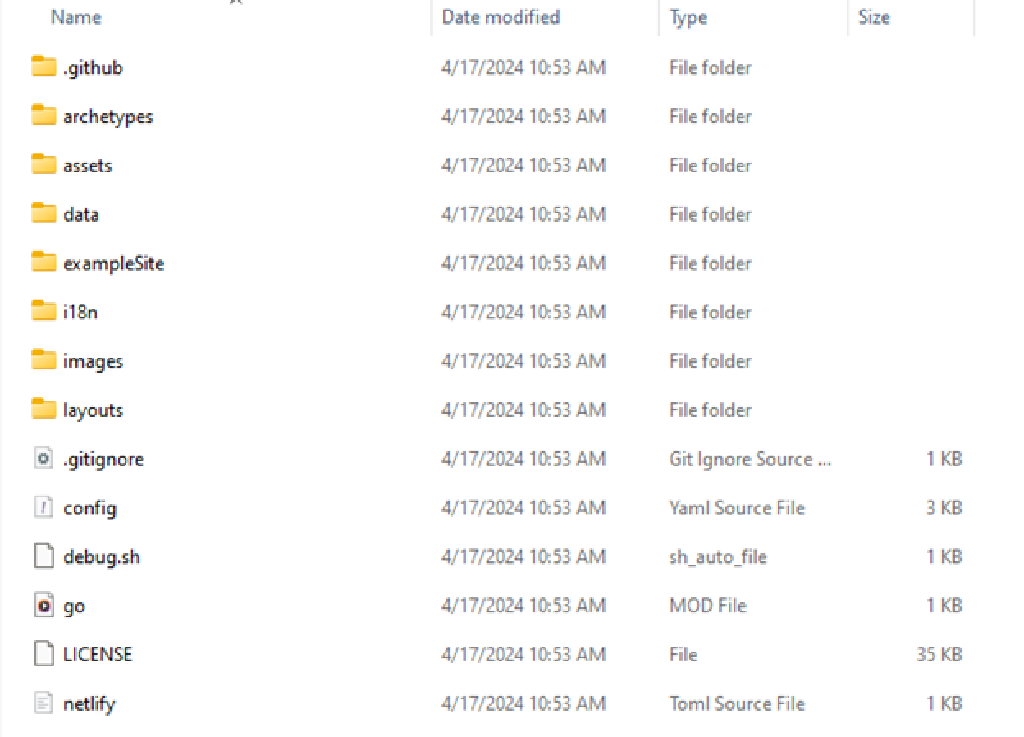 Name Date modified Type Size
.github 4/17/2024 10:53 AM File folder
archetypes 4/17/2024 10:53 AM File folder
assets 4/17/2024 10:53 AM File folder
data 4/17/2024 10:53 AM File folder
exampleSite 4/17/2024 10:53 AM File folder
i18n 4/17/2024 10:53 AM File folder
images 4/17/2024 10:53 AM File folder
layouts 4/17/2024 10:53 AM File folder
.gitignore 4/17/2024 10:53 AM Git Ignore Source ... 1 KB
config 4/17/2024 10:53 AM Yaml Source File 3 KB
debug.sh 4/17/2024 10:53 AM sh_auto_file 1 KB
go 4/17/2024 10:53 AM MOD File 1 KB
LICENSE 4/17/2024 10:53 AM File 35 KB
netlify 4/17/2024 10:53 AM Toml Source File 1 KB